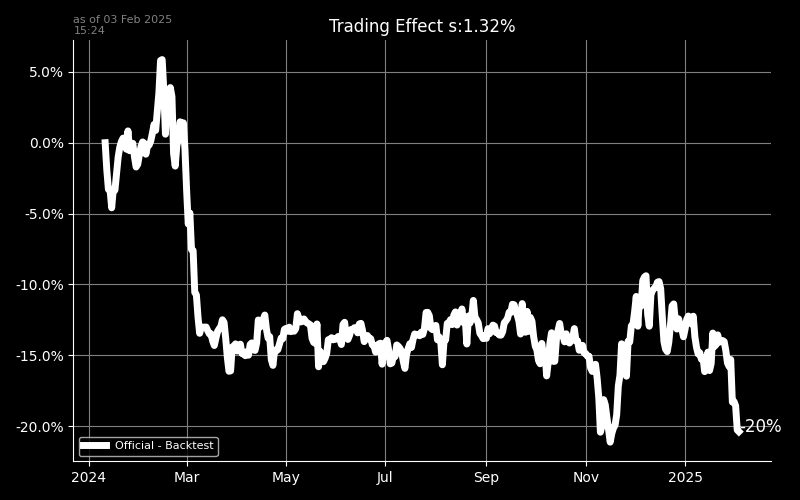 as of 03 Feb 2025
15:24
Trading Effect s:1.32%
5.0%
0.0%
-5.0%
-10.0%
-15.0%
-20.0%
-20%
Official - Backtest
2024 Mar May Jul Sep Nov 2025